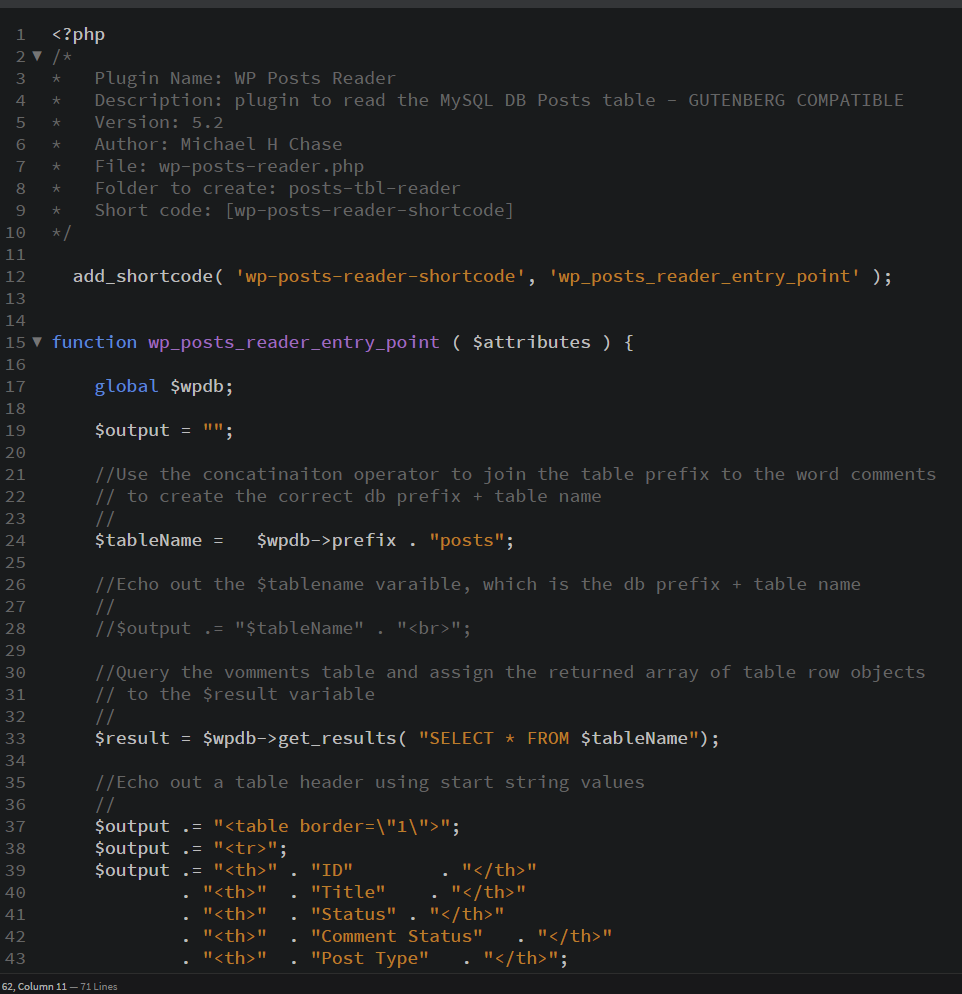 1 <?php
2 ▼ /*
3 *   Plugin Name: WP Posts Reader
4 *   Description: plugin to read the MySQL DB Posts table - GUTENBERG COMPATIBLE
5 *   Version: 5.2
6 *   Author: Michael H Chase
7 *   File: wp-posts-reader.php
8 *   Folder to create: posts-tbl-reader
9 *   Short code: [wp-posts-reader-shortcode]
10 */
11
12   add_shortcode( 'wp-posts-reader-shortcode', 'wp_posts_reader_entry_point' );
13
14
15 ▼ function wp_posts_reader_entry_point ( $attributes ) {
16
17     global $wpdb;
18
19     $output = "";
20
21     //Use the concatinaiton operator to join the table prefix to the word comments
22     // to create the correct db prefix + table name
23     //
24     $tableName =   $wpdb->prefix . "posts";
25
26     //Echo out the $tablename varaible, which is the db prefix + table name
27     //
28     //$output .= "$tableName" . "<br>";
29
30     //Query the vomments table and assign the returned array of table row objects
31     // to the $result variable
32     //
33     $result = $wpdb->get_results( "SELECT * FROM $tableName");
34
35     //Echo out a table header using start string values
36     //
37     $output .= "<table border=\"1\">";
38     $output .= "<tr>";
39     $output .= "<th>" . "ID"        . "</th>"
40             . "<th>"  . "Title"    . "</th>"
41             . "<th>"  . "Status" . "</th>"
42             . "<th>"  . "Comment Status"   . "</th>"
43             . "<th>"  . "Post Type"   . "</th>";
62, Column 11 — 71 Lines